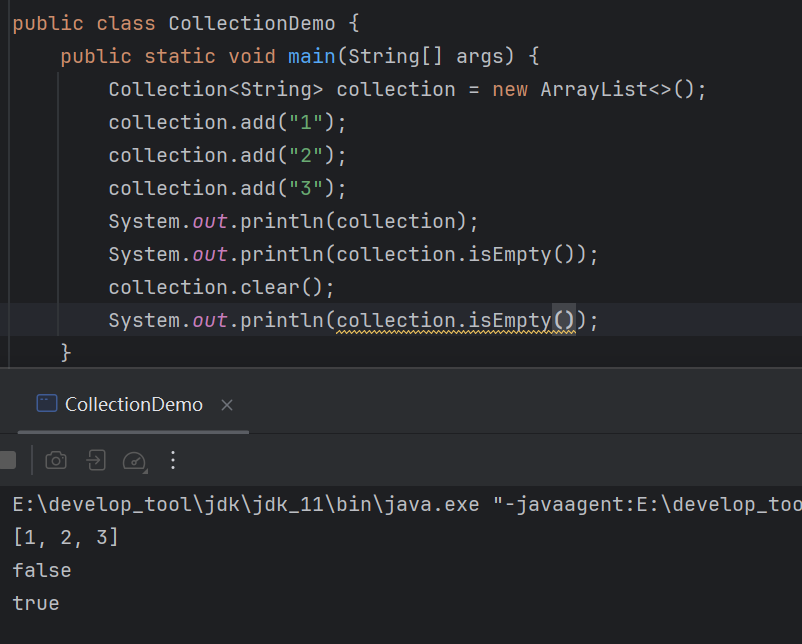 public class CollectionDemo {
public static void main(String[] args) {
Collection<String> collection = new ArrayList<>();
collection.add("1");
collection.add("2");
collection.add("3");
System.out.println(collection);
System.out.println(collection.isEmpty());
collection.clear();
System.out.println(collection.isEmpty());
}
CollectionDemo
E:\develop_tool\jdk\jdk_11\bin\java.exe "-javaagent:E:\develop_too
[1, 2, 3]
false
true